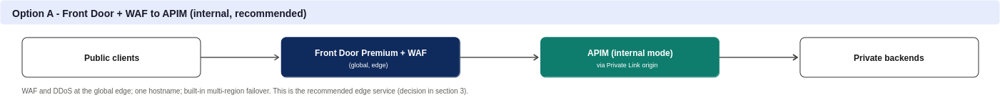 Option A - Front Door + WAF to APIM (internal, recommended)
Public clients
Front Door Premium + WAF
(global, edge)
APIM (internal mode)
via Private Link origin
Private backends
WAF and DDoS at the global edge; one hostname; built-in multi-region failover. This is the recommended edge service (decision in section 3).